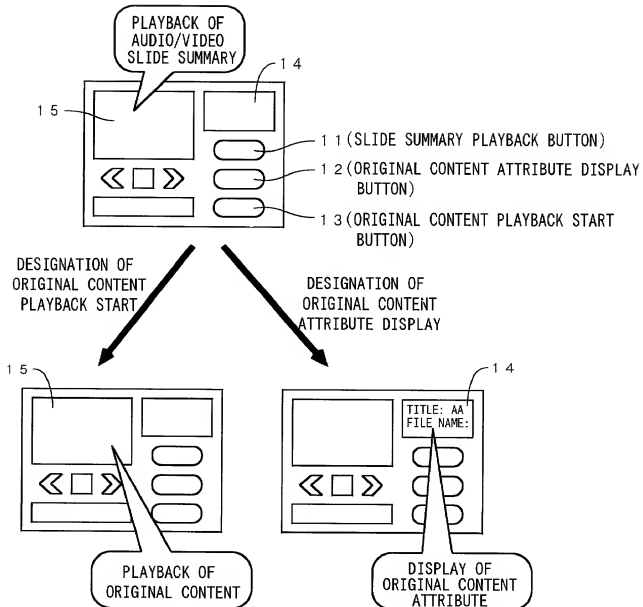 PLAYBACK OF
AUDIO/VIDEO
SLIDE SUMMARY
14
15
11(SLIDE SUMMARY PLAYBACK BUTTON)
12(ORIGINAL CONTENT ATTRIBUTE DISPLAY
BUTTON)
13(ORIGINAL CONTENT PLAYBACK START
BUTTON)
DESIGNATION OF
ORIGINAL CONTENT
PLAYBACK START
DESIGNATION OF
ORIGINAL CONTENT
ATTRIBUTE DISPLAY
15
14
TITLE: AA
FILE NAME:
PLAYBACK OF
ORIGINAL CONTENT
DISPLAY OF
ORIGINAL CONTENT
ATTRIBUTE